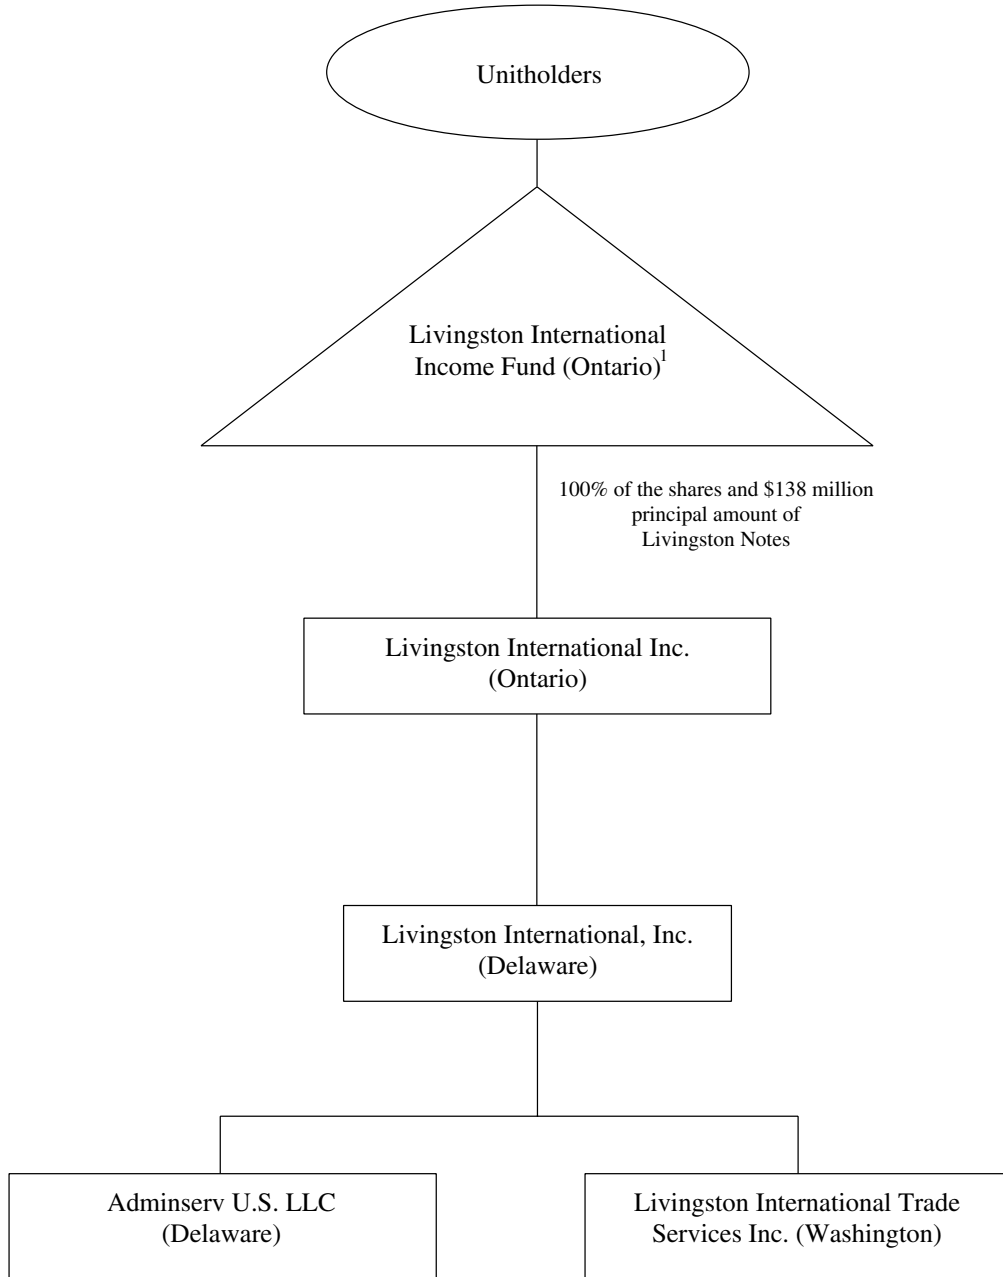 Unitholders
Livingston International
Income Fund (Ontario)1
100% of the shares and $138 million
principal amount of
Livingston Notes
Livingston International Inc.
(Ontario)
Livingston International, Inc.
(Delaware)
Adminserv U.S. LLC
(Delaware)
Livingston International Trade
Services Inc. (Washington)